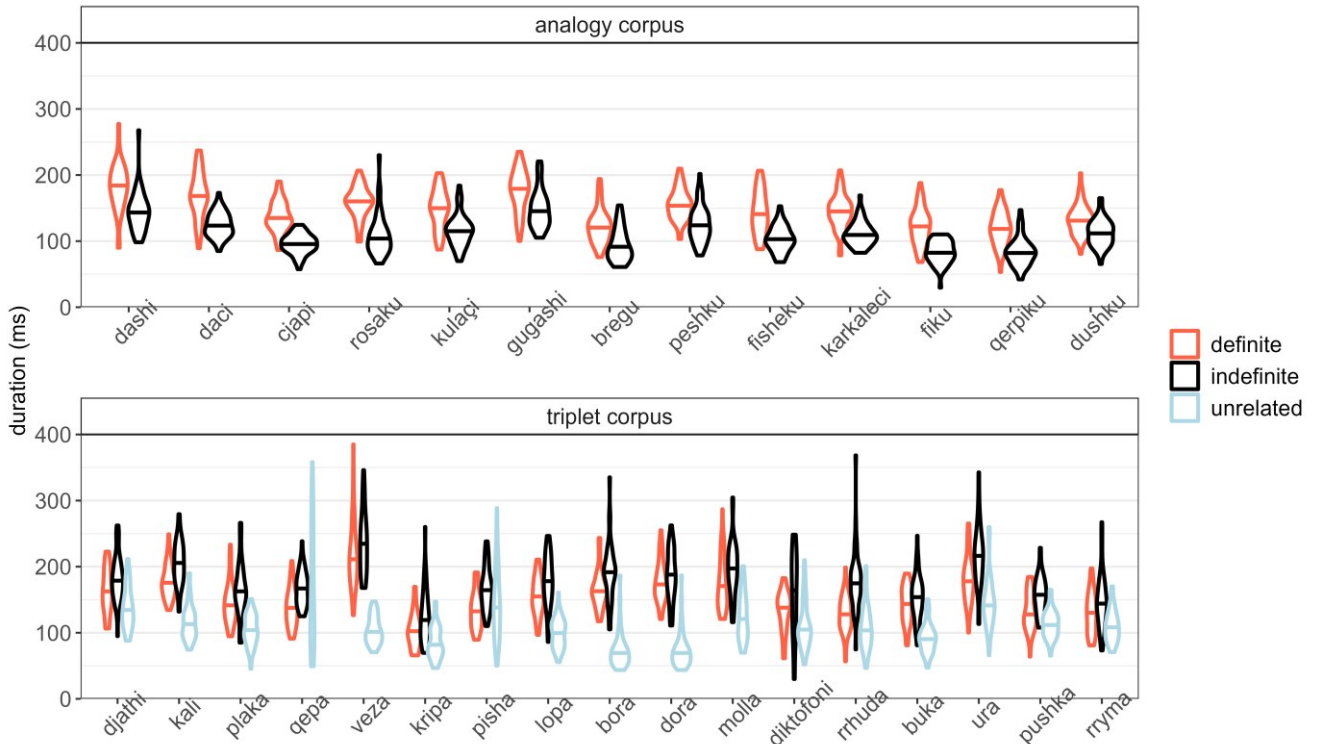 analogy corpus
400
300
200
100
0
dashi daci cjapi rosaku kulaçi gugashi bregu peshku fisheku karkaleci fiku qerpiku dushku
duration (ms)
definite
indefinite
unrelated
triplet corpus
400
300
200
100
0
djathi kali plaka qepa veza kripa pisha lopa bora dora molla diktofoni rrhuda buka ura pushka rryma